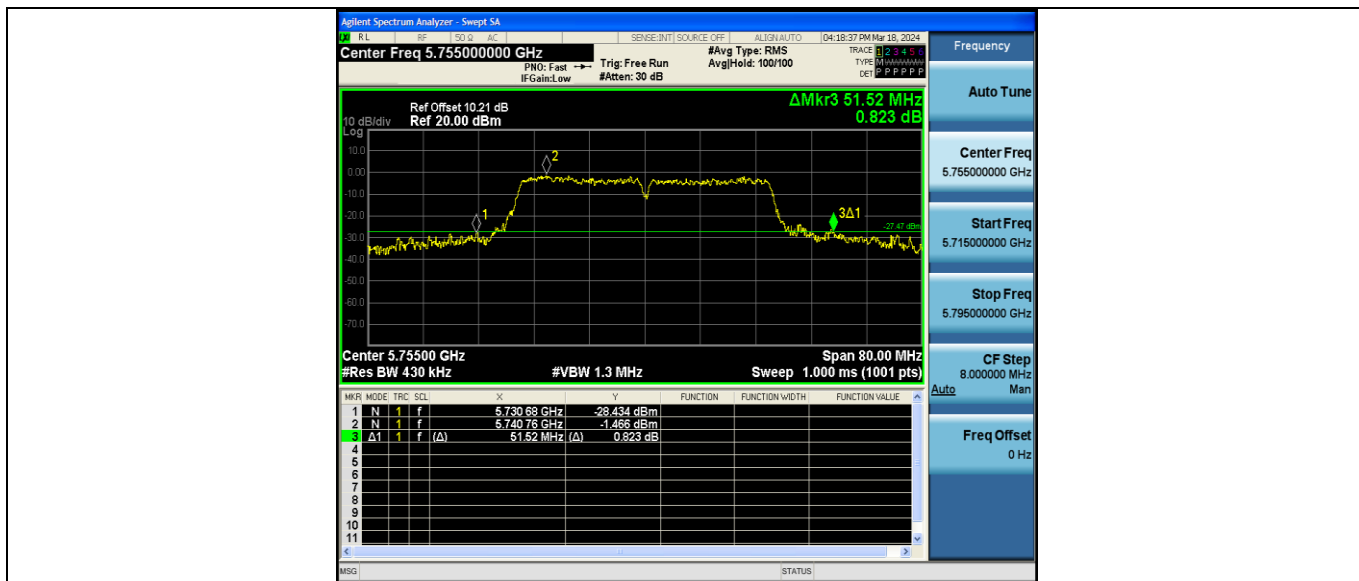 Agilent Spectrum Analyzer - Swept SA
RL RF 50 Ω AC SENSE:INT SOURCE OFF ALIGNAUTO 04:18:37 PM Mar 18, 2024
Center Freq 5.755000000 GHz
PNO: Fast
IFGain:Low
Trig: Free Run
#Atten: 30 dB
#Avg Type: RMS
Avg|Hold: 100/100
TRACE 1 2 3 4 5 6
TYPE M
DET P P P P P P
Ref Offset 10.21 dB
10 dB/div Ref 20.00 dBm
Log
ΔMkr3 51.52 MHz
0.823 dB
10.0
0.00
-10.0
-20.0
-30.0
-40.0
-50.0
-60.0
-70.0
1
2
3Δ1
-27.47 dBm
Center 5.75500 GHz Span 80.00 MHz
#Res BW 430 kHz #VBW 1.3 MHz Sweep 1.000 ms (1001 pts)
MKR MODE TRC SCL X Y FUNCTION FUNCTION WIDTH FUNCTION VALUE
1 N 1 f 5.730 68 GHz -28.434 dBm
2 N 1 f 5.740 76 GHz -1.466 dBm
3 Δ1 1 f (Δ) 51.52 MHz (Δ) 0.823 dB
4
5
6
7
8
9
10
11
MSG STATUS
Frequency
Auto Tune
Center Freq
5.755000000 GHz
Start Freq
5.715000000 GHz
Stop Freq
5.795000000 GHz
CF Step
8.000000 MHz
Auto Man
Freq Offset
0 Hz